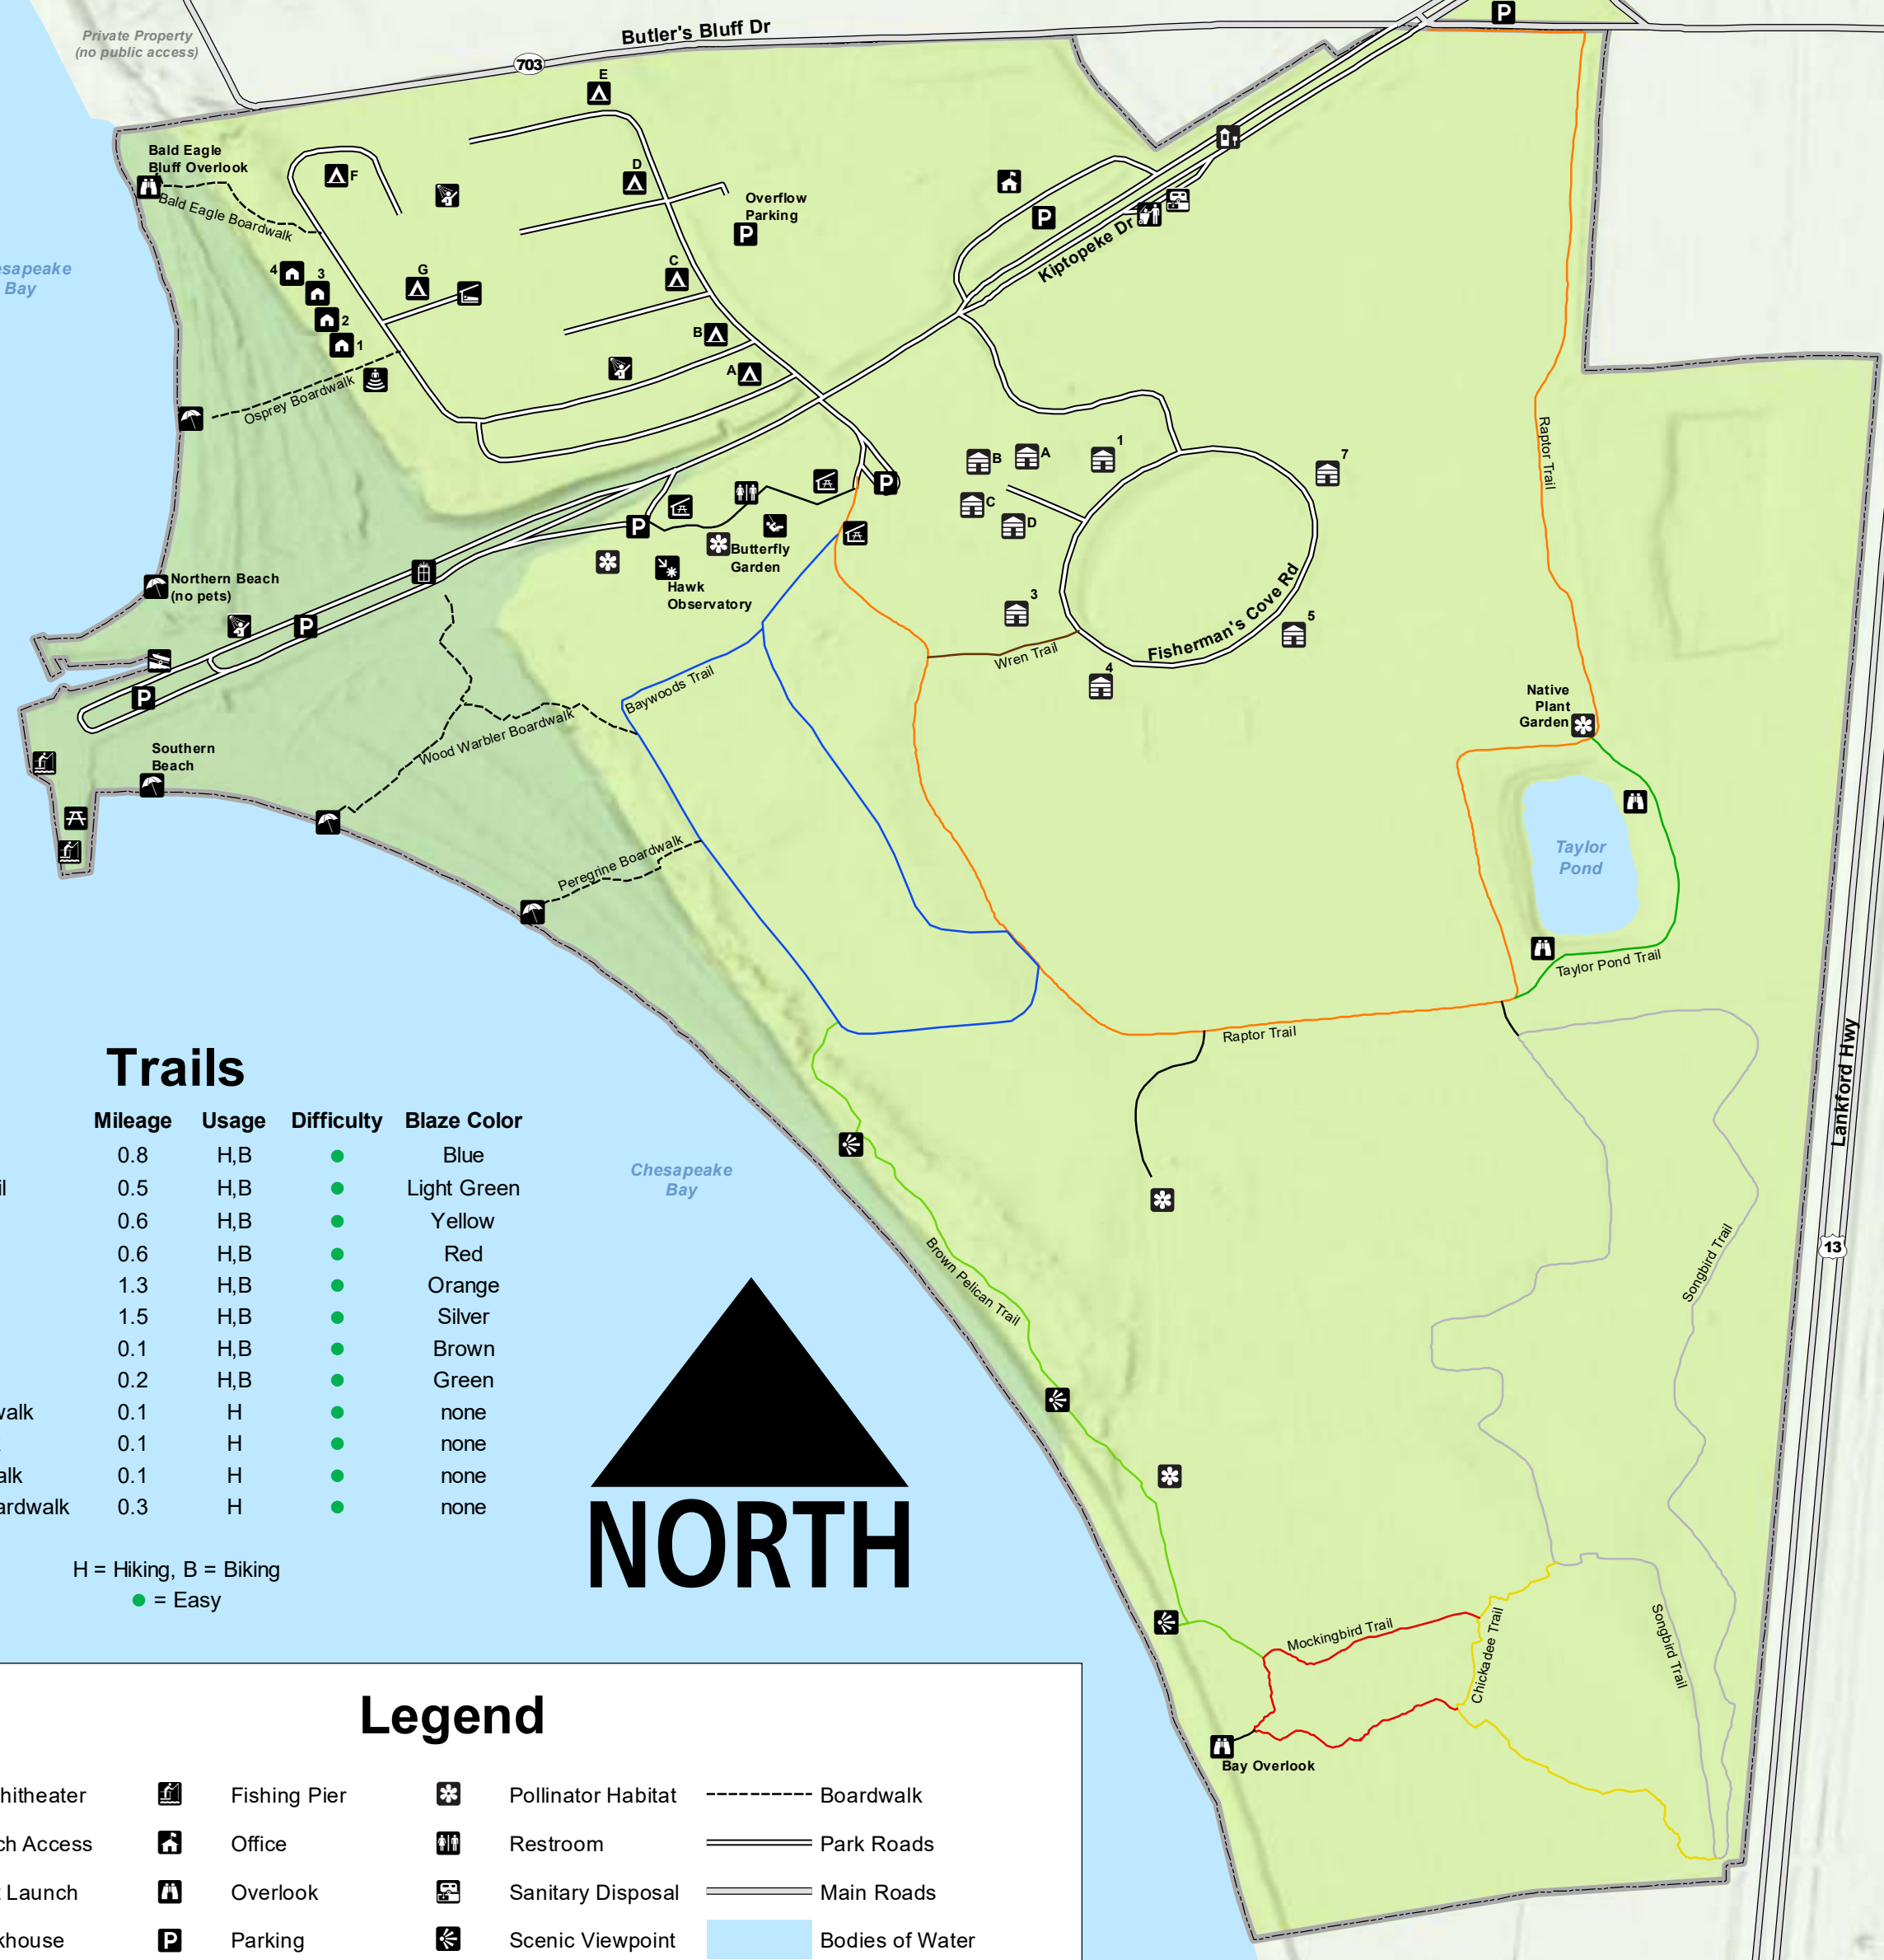 Private Property
(no public access)
Butler's Bluff Dr
703
P
E
Bald Eagle
Bluff Overlook
Bald Eagle Boardwalk
F
D
Overflow
Parking
P
P
Kiptopeke Dr
Bay
4
3
2
1
G
C
B
A
Osprey Boardwalk
Raptor Trail
B
A
1
7
C
D
P
P
Butterfly
Garden
Hawk
Observatory
Northern Beach
(no pets)
P
P
3
Wren Trail
Fisherman's Cove Rd
5
4
Baywoods Trail
Wood Warbler Boardwalk
Southern
Beach
Peregrine Boardwalk
Native
Plant
Garden
Taylor
Pond
Taylor Pond Trail
Raptor Trail
Lankford Hwy
13
Trails
Mileage Usage Difficulty Blaze Color
0.8 H,B Blue
0.5 H,B Light Green
0.6 H,B Yellow
0.6 H,B Red
1.3 H,B Orange
1.5 H,B Silver
0.1 H,B Brown
0.2 H,B Green
0.1 H none
0.1 H none
0.1 H none
0.3 H none
H = Hiking, B = Biking
= Easy
Chesapeake
Bay
NORTH
Brown Pelican Trail
Songbird Trail
Mockingbird Trail
Chickadee Trail
Songbird Trail
Bay Overlook
Legend
Fishing Pier
Pollinator Habitat
Boardwalk
Office
Restroom
Park Roads
Launch
Overlook
Sanitary Disposal
Main Roads
P
Parking
Scenic Viewpoint
Bodies of Water